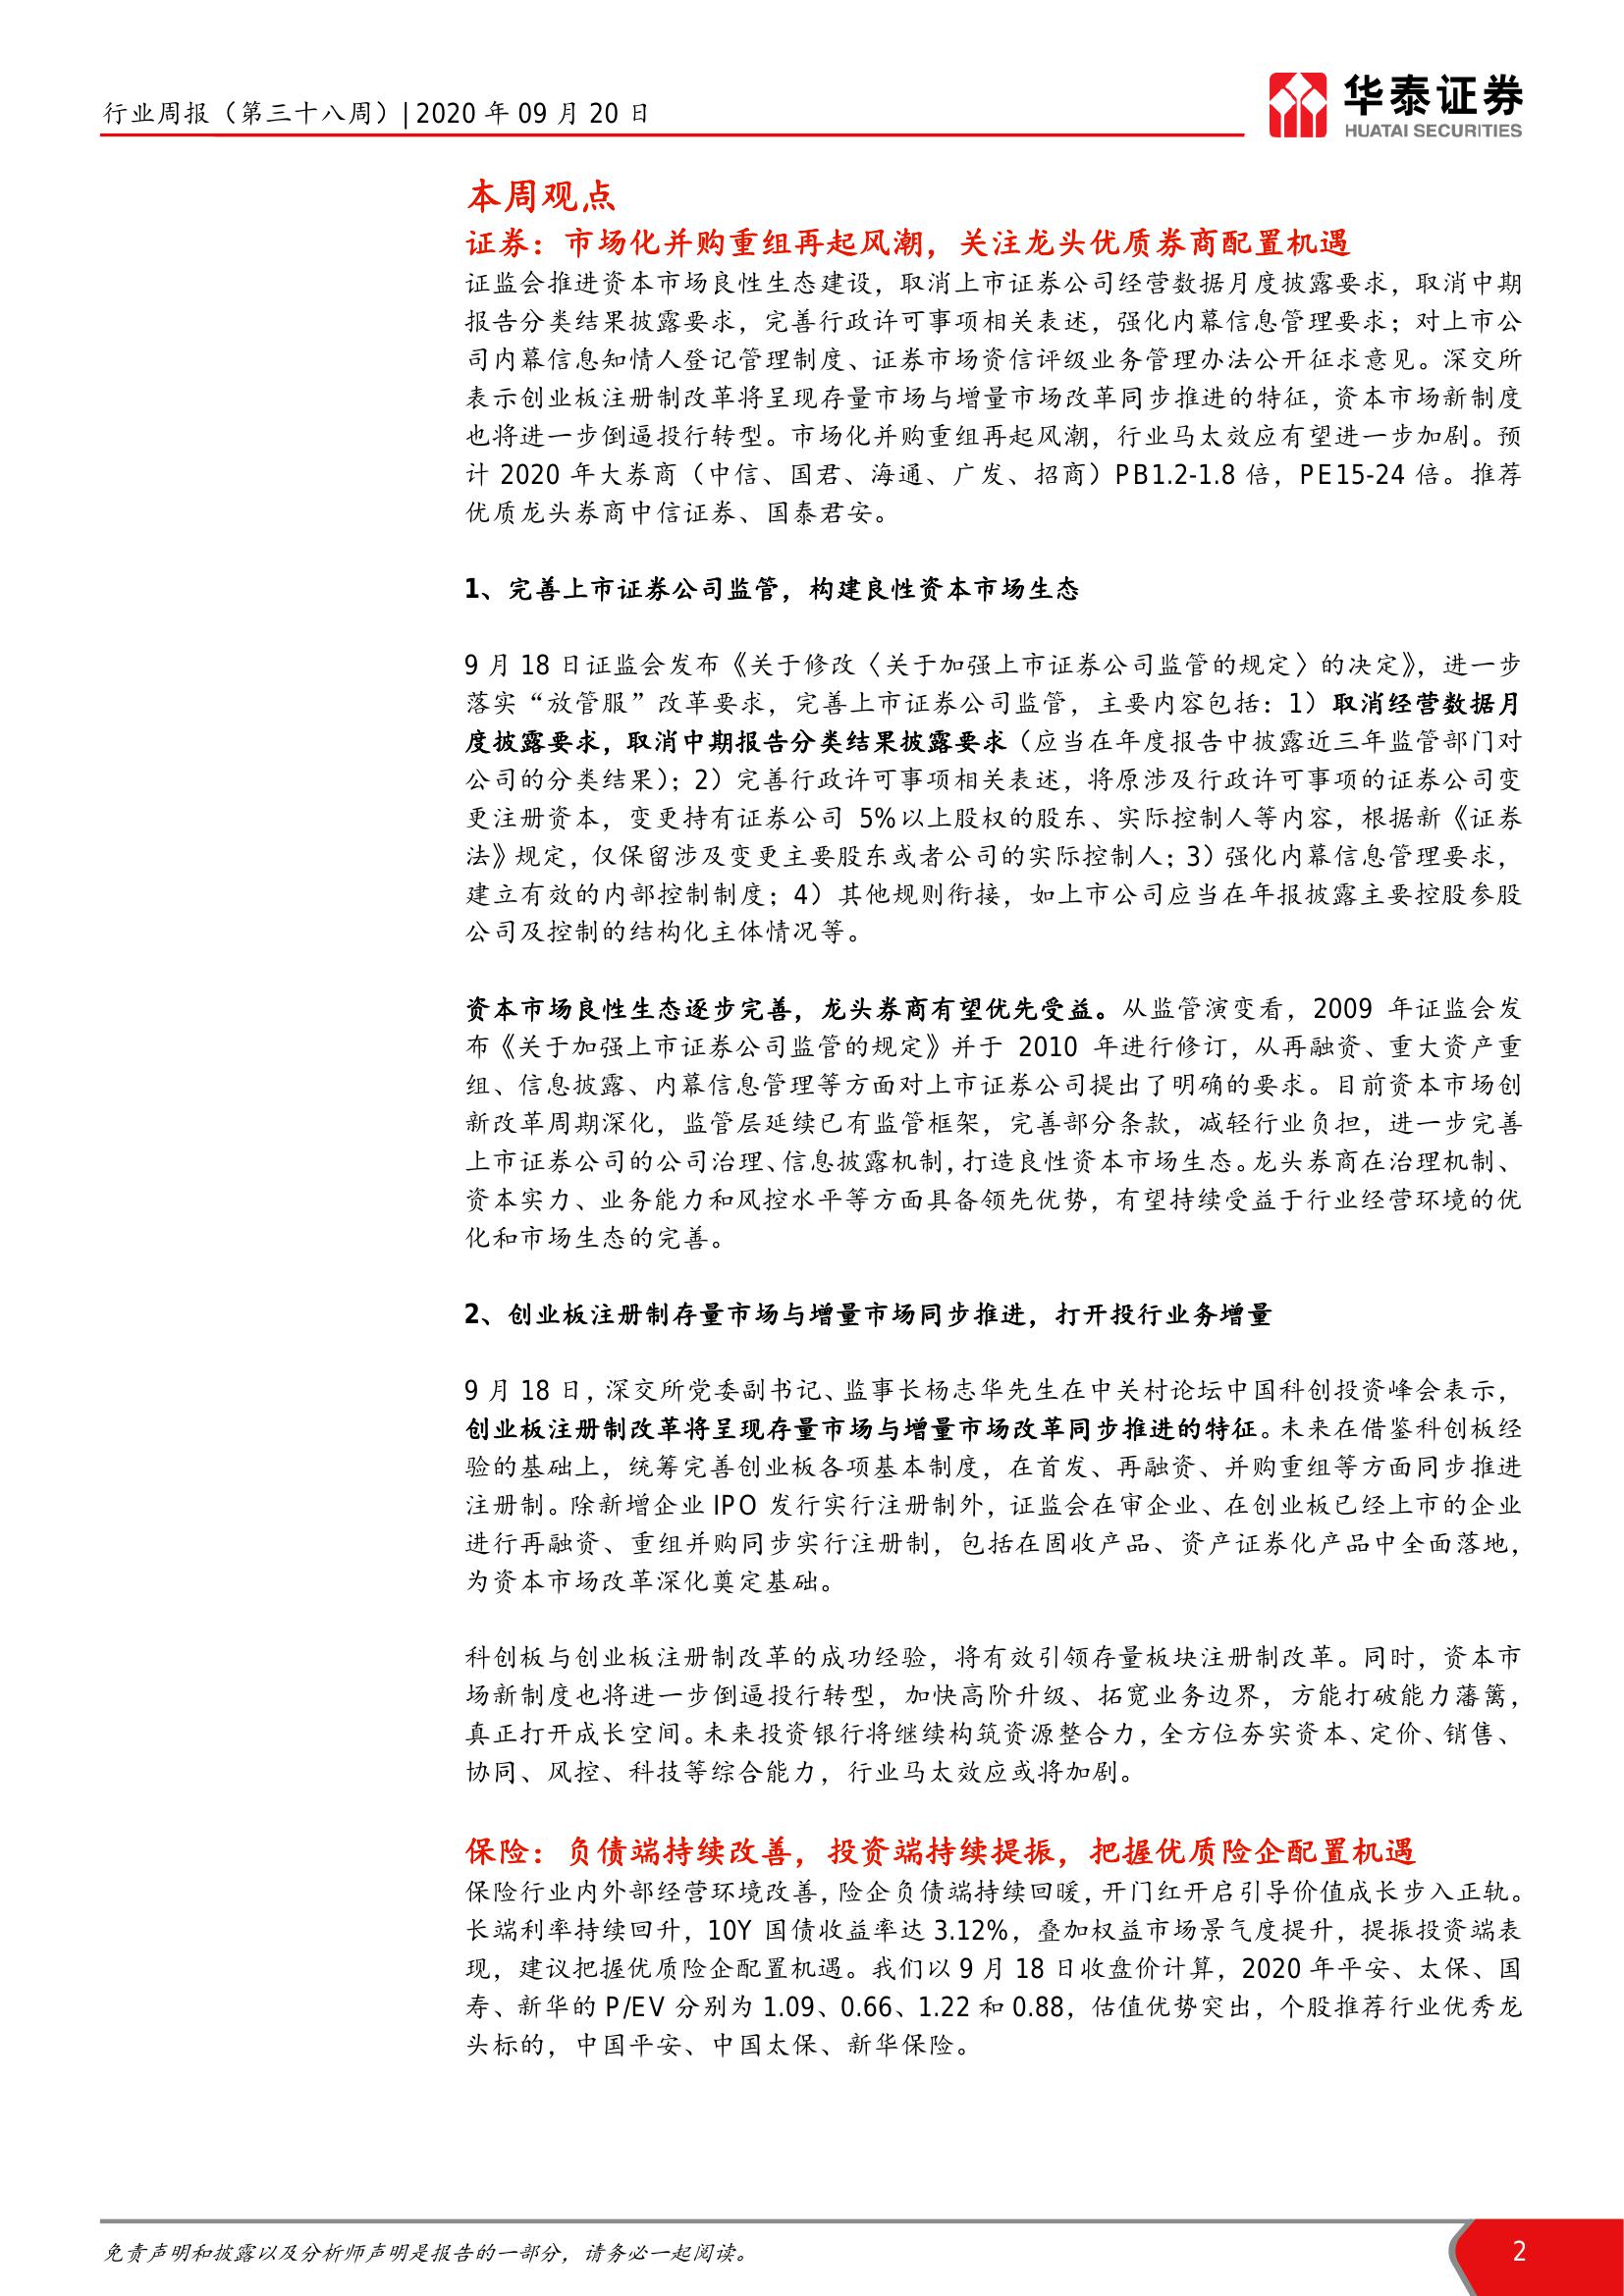 行业周报（第三十八周）| 2020 年 09 月 20 日
华泰证券
HUATAI SECURITIES
本周观点
证券：市场化并购重组再起风潮，关注龙头优质券商配置机遇
证监会推进资本市场良性生态建设，取消上市证券公司经营数据月度披露要求，取消中期
报告分类结果披露要求，完善行政许可事项相关表述，强化内幕信息管理要求；对上市公
司内幕信息知情人登记管理制度、证券市场资信评级业务管理办法公开征求意见。深交所
表示创业板注册制改革将呈现存量市场与增量市场改革同步推进的特征，资本市场新制度
也将进一步倒逼投行转型。市场化并购重组再起风潮，行业马太效应有望进一步加剧。预
计 2020 年大券商（中信、国君、海通、广发、招商）PB1.2-1.8 倍，PE15-24 倍。推荐
优质龙头券商中信证券、国泰君安。
1、完善上市证券公司监管，构建良性资本市场生态
9 月 18 日证监会发布《关于修改〈关于加强上市证券公司监管的规定〉的决定》，进一步
落实“放管服”改革要求，完善上市证券公司监管，主要内容包括：1）取消经营数据月
度披露要求，取消中期报告分类结果披露要求（应当在年度报告中披露近三年监管部门对
公司的分类结果）；2）完善行政许可事项相关表述，将原涉及行政许可事项的证券公司变
更注册资本，变更持有证券公司 5%以上股权的股东、实际控制人等内容，根据新《证券
法》规定，仅保留涉及变更主要股东或者公司的实际控制人；3）强化内幕信息管理要求，
建立有效的内部控制制度；4）其他规则衔接，如上市公司应当在年报披露主要控股参股
公司及控制的结构化主体情况等。
资本市场良性生态逐步完善，龙头券商有望优先受益。从监管演变看，2009 年证监会发
布《关于加强上市证券公司监管的规定》并于 2010 年进行修订，从再融资、重大资产重
组、信息披露、内幕信息管理等方面对上市证券公司提出了明确的要求。目前资本市场创
新改革周期深化，监管层延续已有监管框架，完善部分条款，减轻行业负担，进一步完善
上市证券公司的公司治理、信息披露机制，打造良性资本市场生态。龙头券商在治理机制、
资本实力、业务能力和风控水平等方面具备领先优势，有望持续受益于行业经营环境的优
化和市场生态的完善。
2、创业板注册制存量市场与增量市场同步推进，打开投行业务增量
9 月 18 日，深交所党委副书记、监事长杨志华先生在中关村论坛中国科创投资峰会表示，
创业板注册制改革将呈现存量市场与增量市场改革同步推进的特征。未来在借鉴科创板经
验的基础上，统筹完善创业板各项基本制度，在首发、再融资、并购重组等方面同步推进
注册制。除新增企业 IPO 发行实行注册制外，证监会在审企业、在创业板已经上市的企业
进行再融资、重组并购同步实行注册制，包括在固收产品、资产证券化产品中全面落地，
为资本市场改革深化奠定基础。
科创板与创业板注册制改革的成功经验，将有效引领存量板块注册制改革。同时，资本市
场新制度也将进一步倒逼投行转型，加快高阶升级、拓宽业务边界，方能打破能力藩篱，
真正打开成长空间。未来投资银行将继续构筑资源整合力，全方位夯实资本、定价、销售、
协同、风控、科技等综合能力，行业马太效应或将加剧。
保险：负债端持续改善，投资端持续提振，把握优质险企配置机遇
保险行业内外部经营环境改善，险企负债端持续回暖，开门红开启引导价值成长步入正轨。
长端利率持续回升，10Y 国债收益率达 3.12%，叠加权益市场景气度提升，提振投资端表
现，建议把握优质险企配置机遇。我们以 9 月 18 日收盘价计算，2020 年平安、太保、国
寿、新华的 P/EV 分别为 1.09、0.66、1.22 和 0.88，估值优势突出，个股推荐行业优秀龙
头标的，中国平安、中国太保、新华保险。
免责声明和披露以及分析师声明是报告的一部分，请务必一起阅读。
2